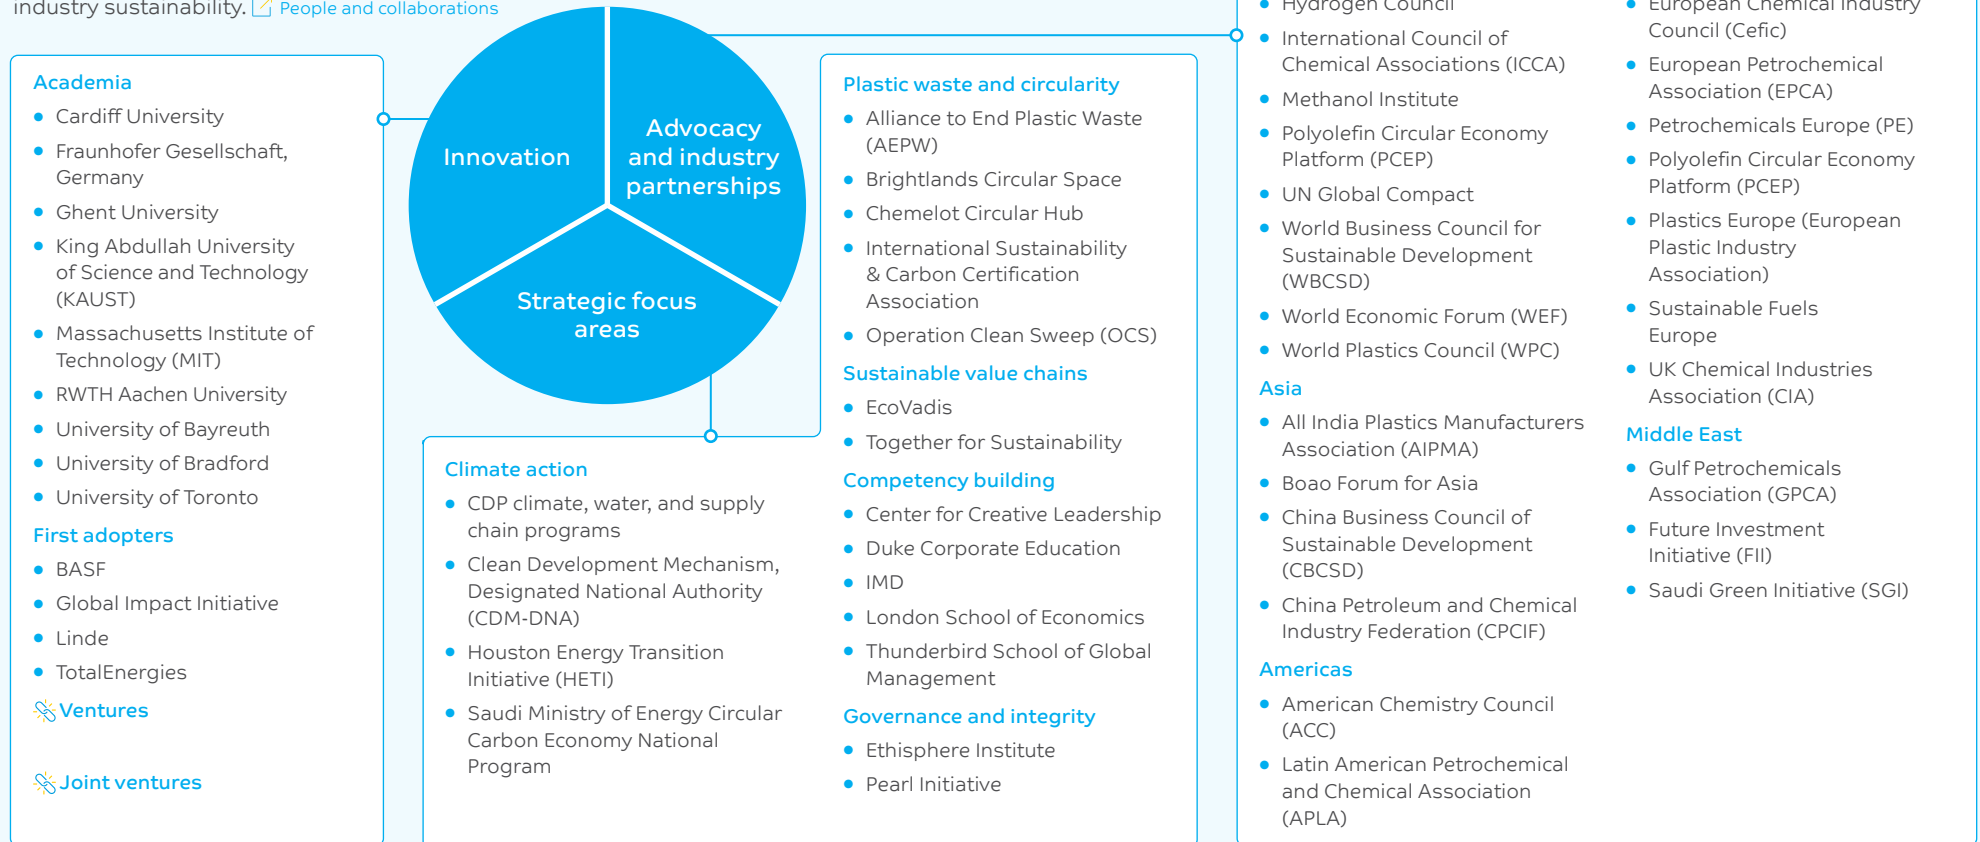 industry sustainability. People and collaborations
Academia
Cardiff University
Fraunhofer Gesellschaft,
Germany
Ghent University
King Abdullah University
of Science and Technology
(KAUST)
Massachusetts Institute of
Technology (MIT)
RWTH Aachen University
University of Bayreuth
University of Bradford
University of Toronto
First adopters
BASF
Global Impact Initiative
Linde
TotalEnergies
Ventures
Joint ventures
Innovation
Advocacy
and industry
partnerships
Strategic focus
areas
Climate action
CDP climate, water, and supply
chain programs
Clean Development Mechanism,
Designated National Authority
(CDM-DNA)
Houston Energy Transition
Initiative (HETI)
Saudi Ministry of Energy Circular
Carbon Economy National
Program
Plastic waste and circularity
Alliance to End Plastic Waste
(AEPW)
Brightlands Circular Space
Chemelot Circular Hub
International Sustainability
& Carbon Certification
Association
Operation Clean Sweep (OCS)
Sustainable value chains
EcoVadis
Together for Sustainability
Competency building
Center for Creative Leadership
Duke Corporate Education
IMD
London School of Economics
Thunderbird School of Global
Management
Governance and integrity
Ethisphere Institute
Pearl Initiative
Hydrogen Council
International Council of
Chemical Associations (ICCA)
Methanol Institute
Polyolefin Circular Economy
Platform (PCEP)
UN Global Compact
World Business Council for
Sustainable Development
(WBCSD)
World Economic Forum (WEF)
World Plastics Council (WPC)
Asia
All India Plastics Manufacturers
Association (AIPMA)
Boao Forum for Asia
China Business Council of
Sustainable Development
(CBCSD)
China Petroleum and Chemical
Industry Federation (CPCIF)
Americas
American Chemistry Council
(ACC)
Latin American Petrochemical
and Chemical Association
(APLA)
European Chemical Industry
Council (Cefic)
European Petrochemical
Association (EPCA)
Petrochemicals Europe (PE)
Polyolefin Circular Economy
Platform (PCEP)
Plastics Europe (European
Plastic Industry
Association)
Sustainable Fuels
Europe
UK Chemical Industries
Association (CIA)
Middle East
Gulf Petrochemicals
Association (GPCA)
Future Investment
Initiative (FII)
Saudi Green Initiative (SGI)